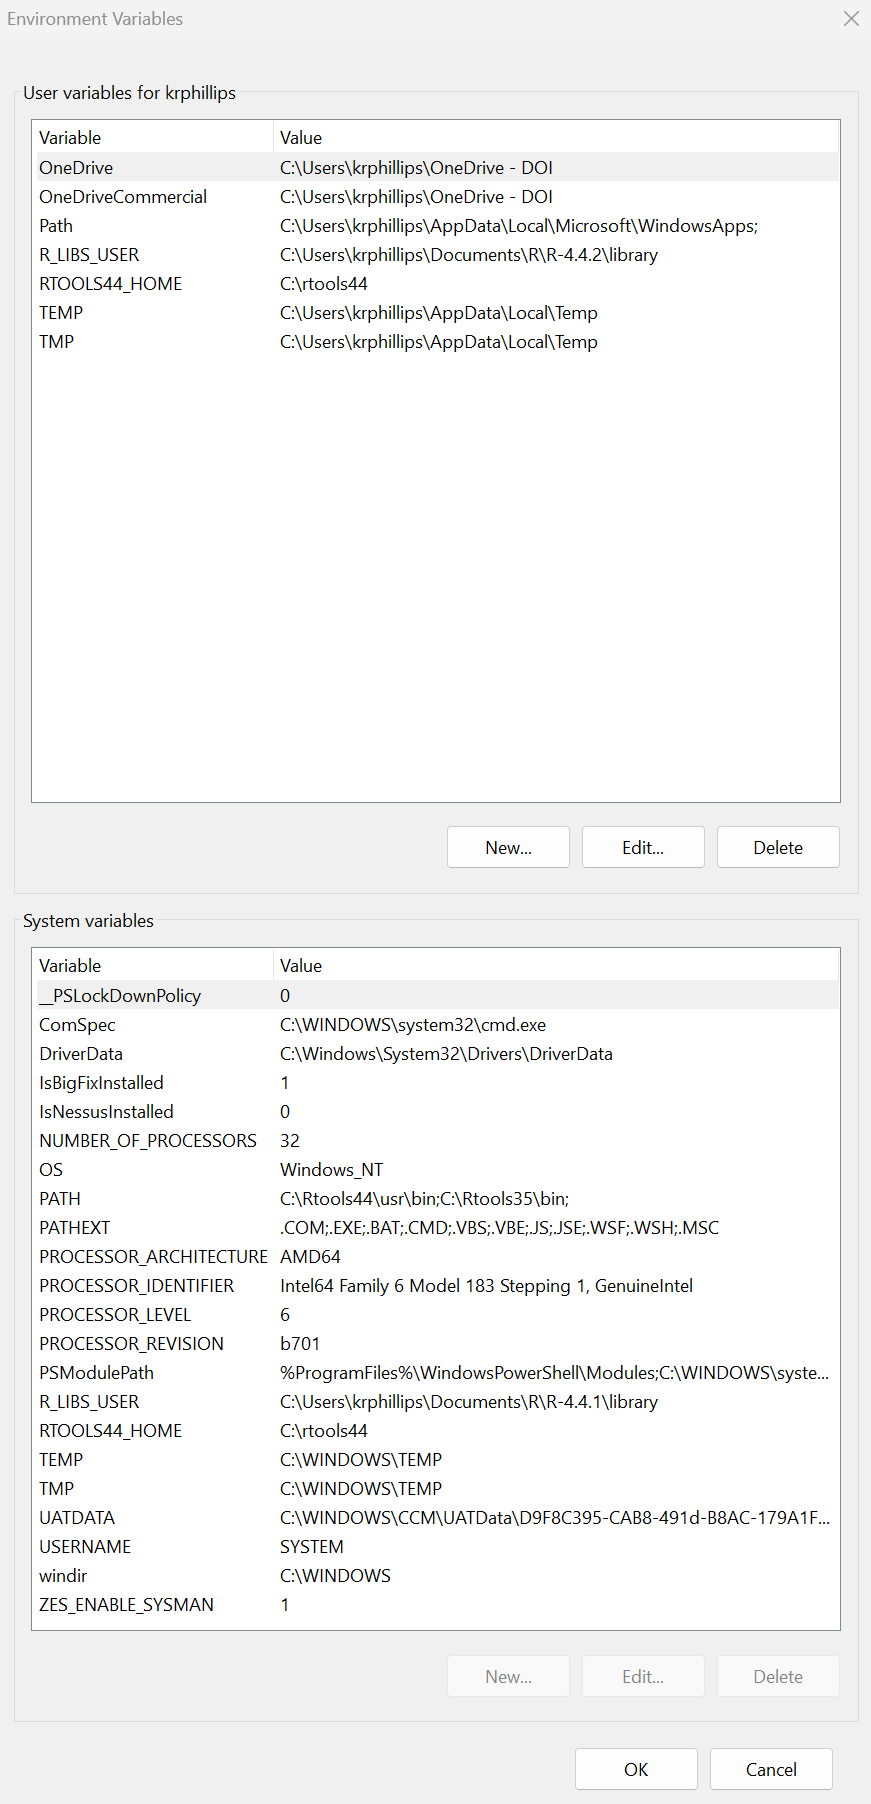 Environment Variables
User variables for krphillips
Variable Value
OneDrive C:\Users\krphillips\OneDrive - DOI
OneDriveCommercial C:\Users\krphillips\OneDrive - DOI
Path C:\Users\krphillips\AppData\Local\Microsoft\WindowsApps;
R_LIBS_USER C:\Users\krphillips\Documents\R\R-4.4.2\library
RTOOLS44_HOME C:\rtools44
TEMP C:\Users\krphillips\AppData\Local\Temp
TMP C:\Users\krphillips\AppData\Local\Temp
New... Edit... Delete
System variables
Variable Value
__PSLockDownPolicy 0
ComSpec C:\WINDOWS\system32\cmd.exe
DriverData C:\Windows\System32\Drivers\DriverData
IsBigFixInstalled 1
IsNessusInstalled 0
NUMBER_OF_PROCESSORS 32
OS Windows_NT
PATH C:\Rtools44\usr\bin;C:\Rtools35\bin;
PATHEXT .COM;.EXE;.BAT;.CMD;.VBS;.VBE;.JS;.JSE;.WSF;.WSH;.MSC
PROCESSOR_ARCHITECTURE AMD64
PROCESSOR_IDENTIFIER Intel64 Family 6 Model 183 Stepping 1, GenuineIntel
PROCESSOR_LEVEL 6
PROCESSOR_REVISION b701
PSModulePath %ProgramFiles%\WindowsPowerShell\Modules;C:\WINDOWS\syste...
R_LIBS_USER C:\Users\krphillips\Documents\R\R-4.4.1\library
RTOOLS44_HOME C:\rtools44
TEMP C:\WINDOWS\TEMP
TMP C:\WINDOWS\TEMP
UATDATA C:\WINDOWS\CCM\UATData\D9F8C395-CAB8-491d-B8AC-179A1F...
USERNAME SYSTEM
windir C:\WINDOWS
ZES_ENABLE_SYSMAN 1
New... Edit... Delete
OK Cancel